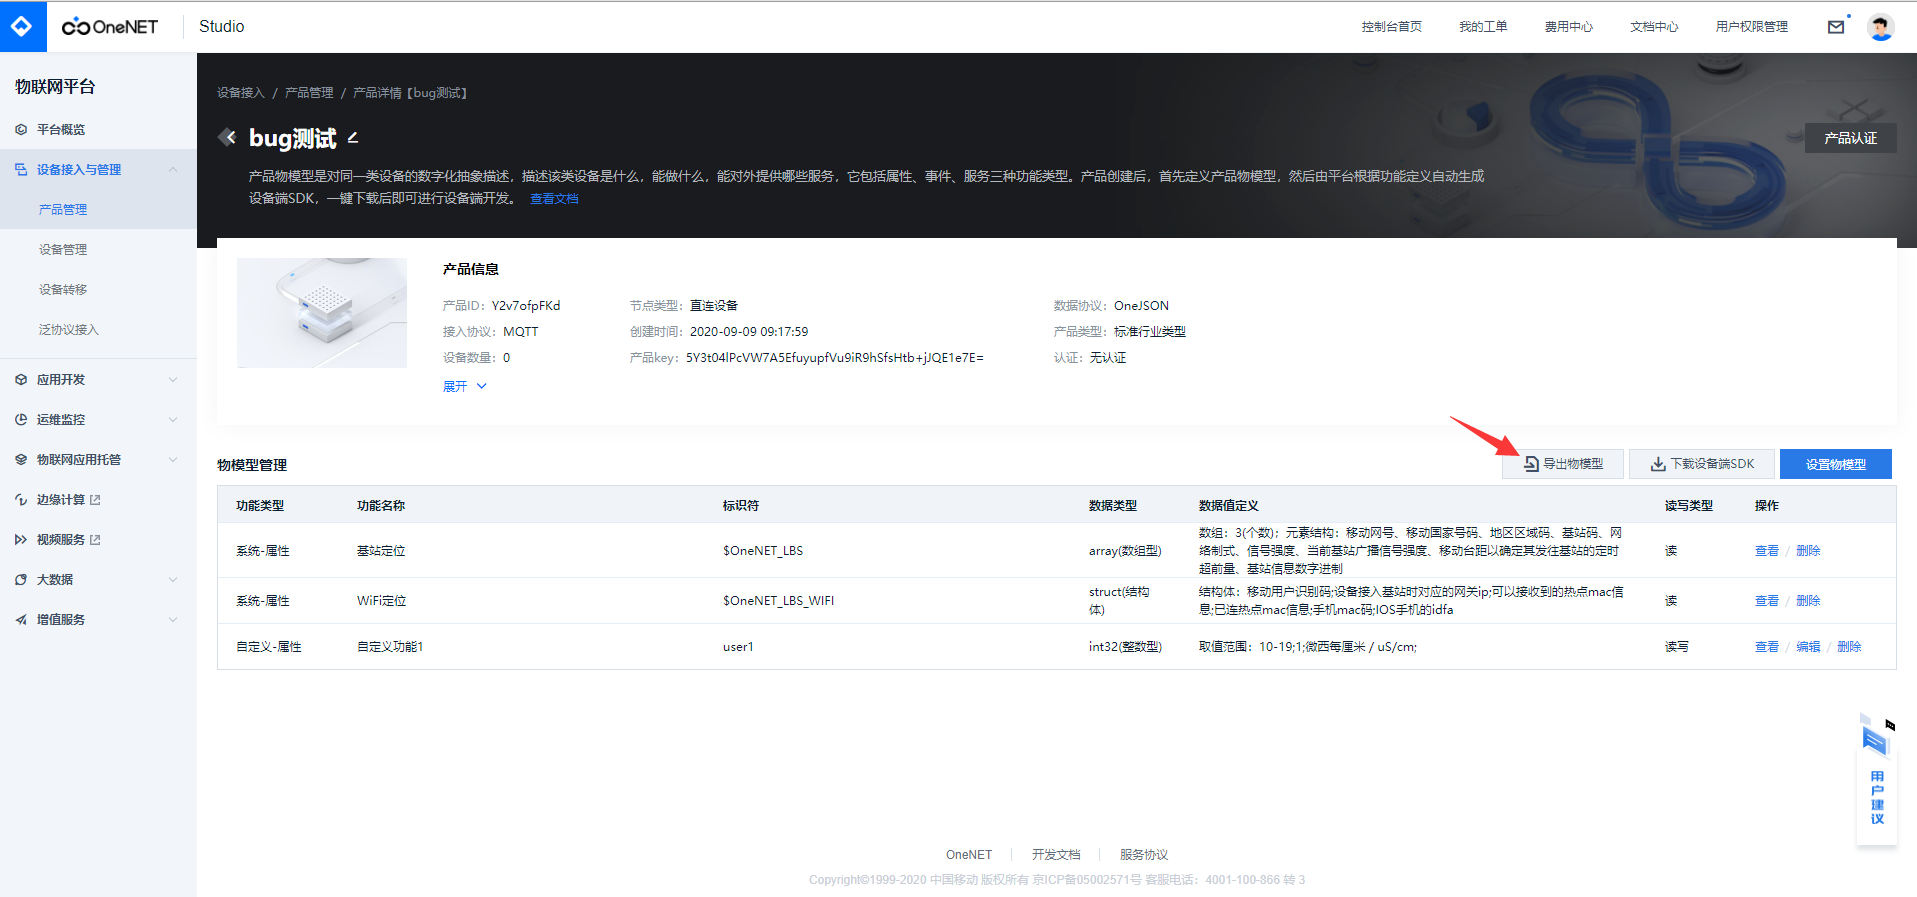 OneNET
Studio
控制台首页
我的工单
费用中心
文档中心
用户权限管理
物联网平台
平台概览
设备接入与管理
产品管理
设备管理
设备转移
泛协议接入
应用开发
运维监控
物联网应用托管
边缘计算
视频服务
大数据
增值服务
设备接入 / 产品管理 / 产品详情【bug测试】
bug测试
产品认证
产品物模型是对同一类设备的数字化抽象描述，描述该类设备是什么，能做什么，能对外提供哪些服务，它包括属性、事件、服务三种功能类型。产品创建后，首先定义产品物模型，然后由平台根据功能定义自动生成
设备端SDK，一键下载后即可进行设备端开发。 查看文档
产品信息
产品ID： Y2v7ofpFKd 节点类型： 直连设备 数据协议： OneJSON
接入协议： MQTT 创建时间： 2020-09-09 09:17:59 产品类型： 标准行业类型
设备数量： 0 产品key： 5Y3t04lPcVW7A5EfuyupfVu9iR9hSfsHtb+jJQE1e7E= 认证： 无认证
展开
物模型管理 导出物模型 下载设备端SDK 设置物模型
功能类型 功能名称 标识符 数据类型 数据值定义 读写类型 操作
系统-属性 基站定位 $OneNET_LBS array(数组型)
数组：3(个数)；元素结构：移动网号、移动国家号码、地区区域码、基站码、网
络制式、信号强度、当前基站广播信号强度、移动台距以确定其发往基站的定时
超前量、基站信息数字进制
读 查看 / 删除
系统-属性 WiFi定位 $OneNET_LBS_WIFI
struct(结构
体)
结构体：移动用户识别码;设备接入基站时对应的网关ip;可以接收到的热点mac信
息;已连热点mac信息;手机mac码;IOS手机的idfa
读 查看 / 删除
自定义-属性 自定义功能1 user1 int32(整数型) 取值范围：10-19;1;微西每厘米 / uS/cm; 读写 查看 / 编辑 / 删除
用户建议
OneNET 开发文档 服务协议
Copyright©1999-2020 中国移动 版权所有 京ICP备05002571号 客服电话：4001-100-866 转 3